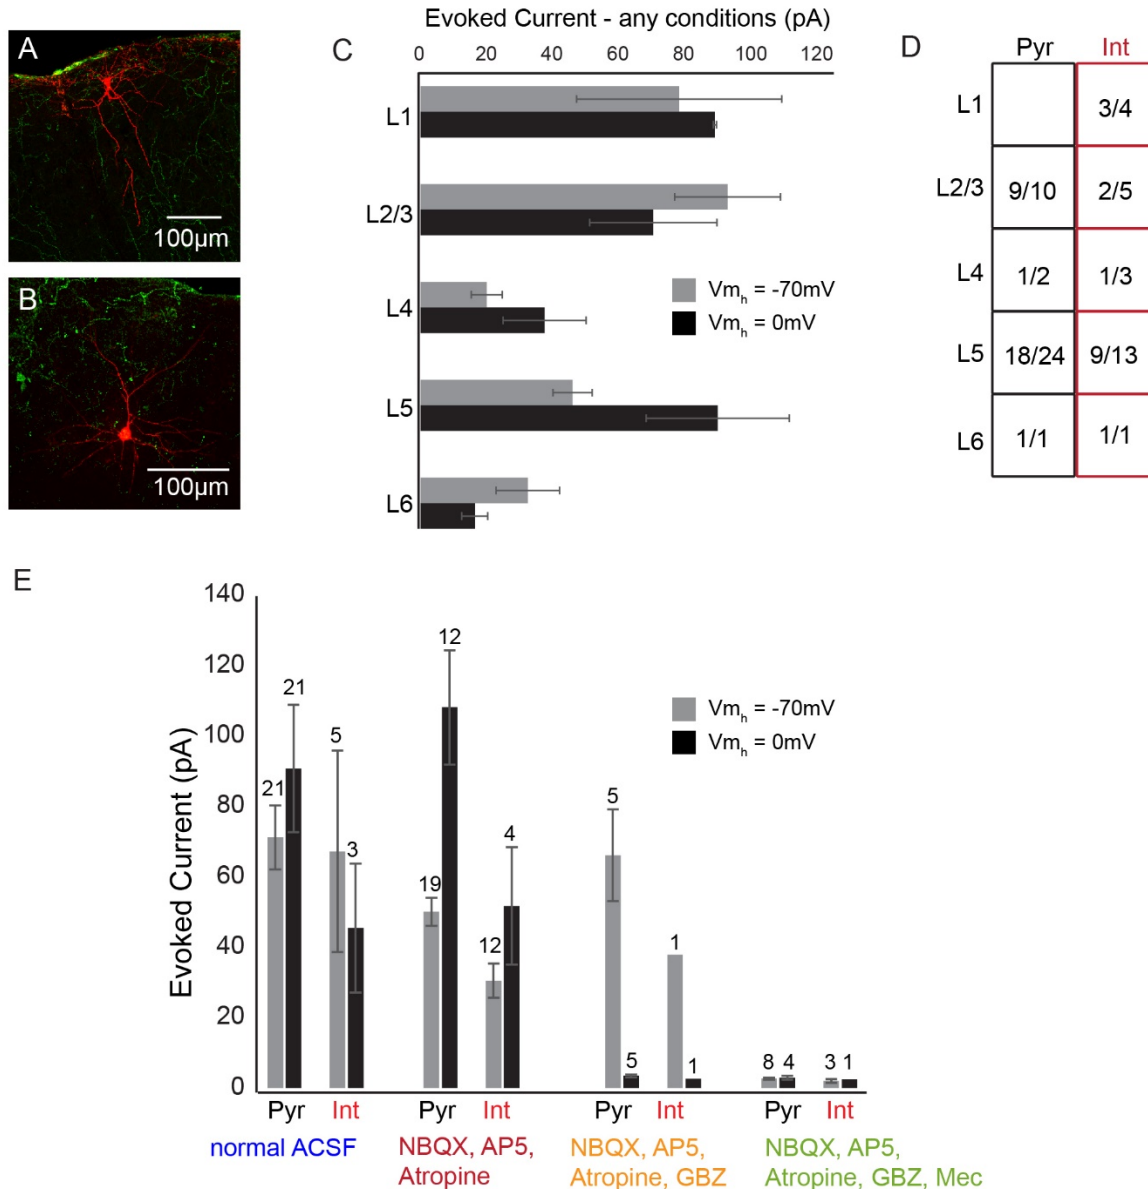 A
100µm
B
100µm
C
Evoked Current - any conditions (pA)
0 20 40 60 80 100 120
L1
L2/3
L4
L5
L6
Vmh = -70mV
Vmh = 0mV
D
Pyr Int
L1 3/4
L2/3 9/10 2/5
L4 1/2 1/3
L5 18/24 9/13
L6 1/1 1/1
E
Evoked Current (pA)
140
120
100
80
60
40
20
0
21 21 5 3
19 12 12 4
5 5 1 1
8 4 3 1
Vmh = -70mV
Vmh = 0mV
Pyr Int Pyr Int Pyr Int Pyr Int
normal ACSF
NBQX, AP5,
Atropine
NBQX, AP5,
Atropine, GBZ
NBQX, AP5,
Atropine, GBZ, Mec